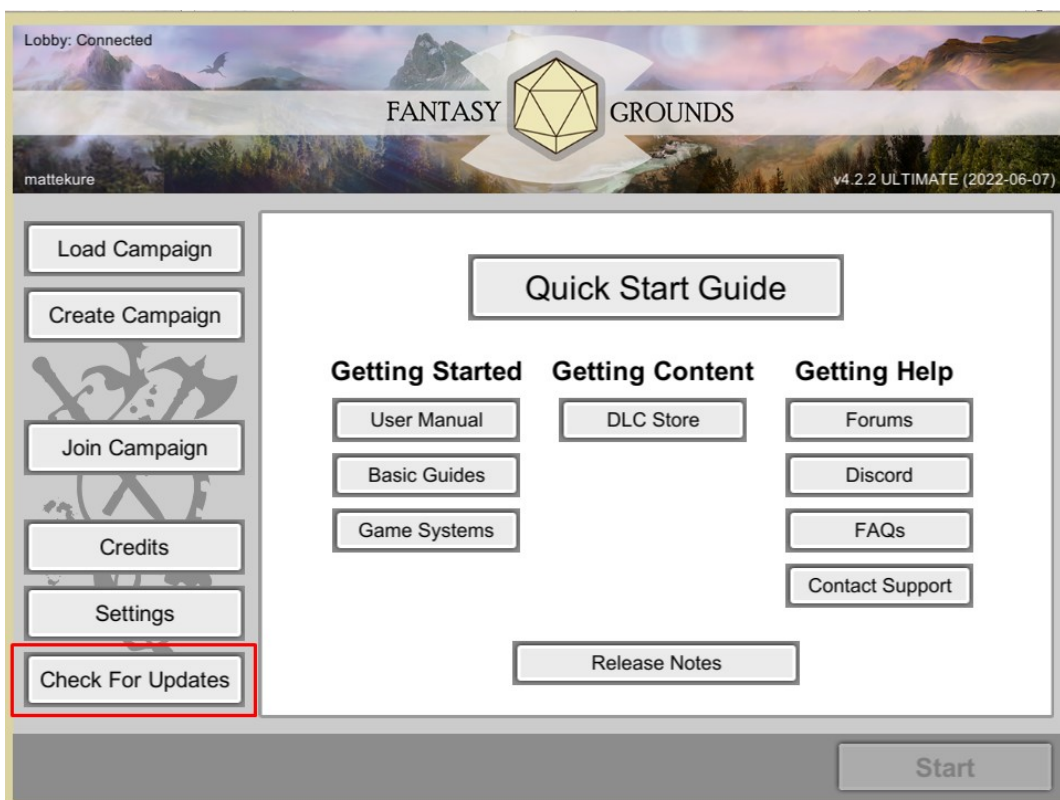 Lobby: Connected
FANTASY GROUNDS
mattekure
v4.2.2 ULTIMATE (2022-06-07)
Load Campaign
Create Campaign
Join Campaign
Credits
Settings
Check For Updates
Quick Start Guide
Getting Started Getting Content Getting Help
User Manual DLC Store Forums
Basic Guides Discord
Game Systems FAQs
Contact Support
Release Notes
Start